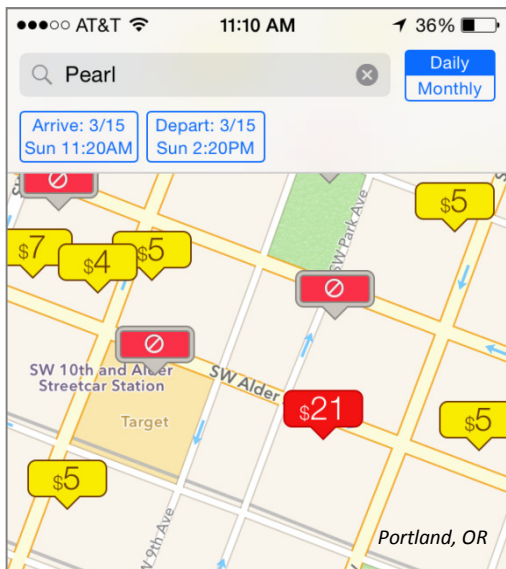 AT&T 11:10 AM 36%
Pearl
Daily
Monthly
Arrive: 3/15
Sun 11:20AM
Depart: 3/15
Sun 2:20PM
$5
SW Park Ave
$7
$4
$5
SW 10th and Alder
Streetcar Station
SW Alder
$21
Target
$5
$5
W 9th Ave
Portland, OR